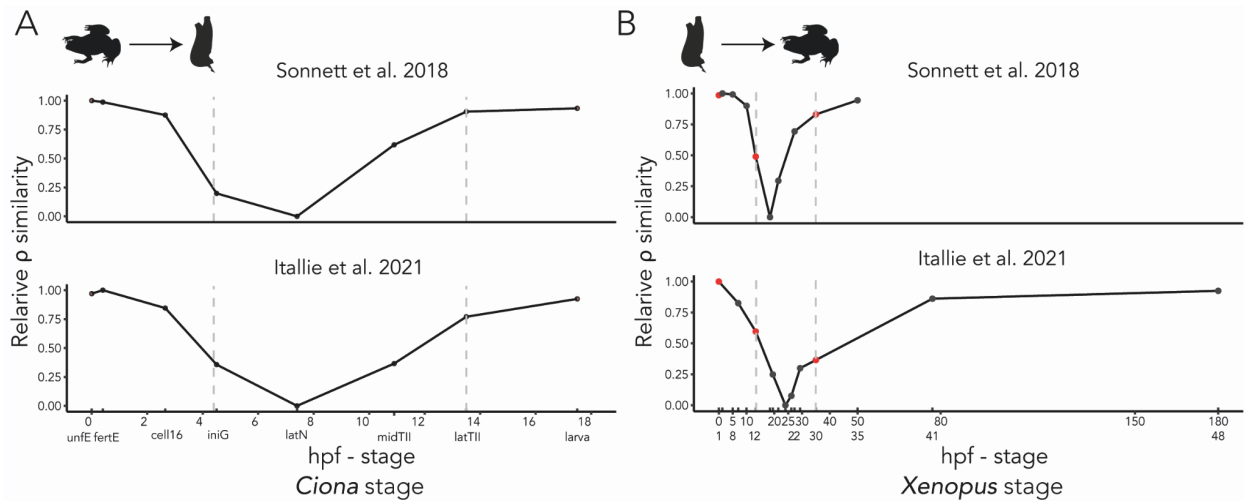 A
Sonnett et al. 2018
1.00
0.75
0.50
0.25
0.00
Relarive ρ similarity
Itallie et al. 2021
1.00
0.75
0.50
0.25
0.00
0 2 4 6 8 10 12 14 16 18
unfE fertE cell16 iniG latN midTII latTII larva
hpf - stage
Ciona stage
B
Sonnett et al. 2018
1.00
0.75
0.50
0.25
0.00
Relarive ρ similarity
Itallie et al. 2021
1.00
0.75
0.50
0.25
0.00
0 5 10 20 25 30 40 50 80 150 180
1 8 12 22 30 35 41 48
hpf - stage
Xenopus stage